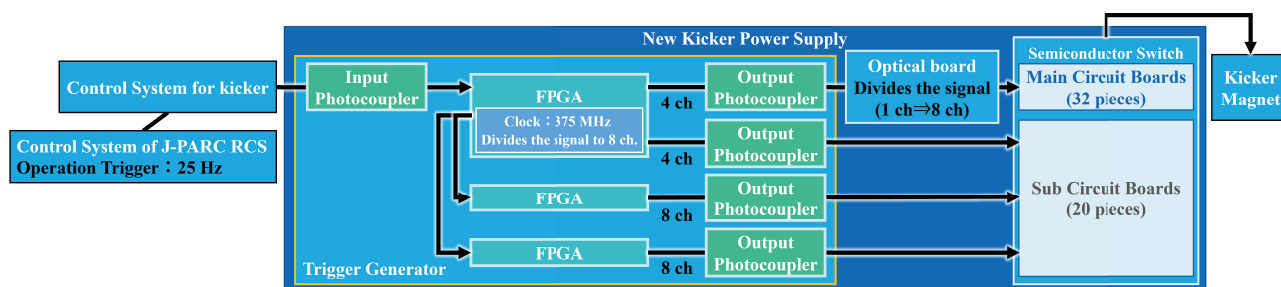 New Kicker Power Supply
Control System for kicker
Control System of J-PARC RCS
Operation Trigger：25 Hz
Input
Photocoupler
FPGA
Clock：375 MHz
Divides the signal to 8 ch.
4 ch
Output
Photocoupler
Optical board
Divides the signal
(1 ch⇒8 ch)
Semiconductor Switch
Main Circuit Boards
(32 pieces)
Kicker
Magnet
4 ch
Output
Photocoupler
FPGA
8 ch
Output
Photocoupler
Sub Circuit Boards
(20 pieces)
FPGA
8 ch
Output
Photocoupler
Trigger Generator